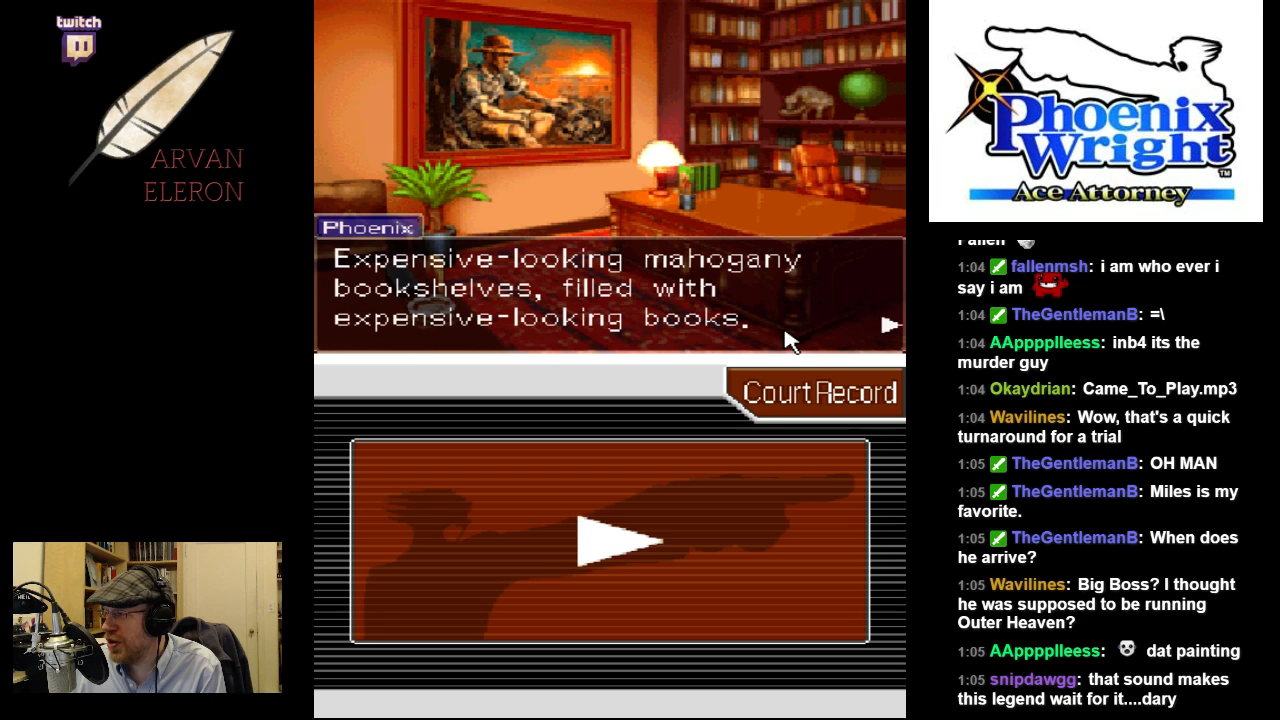 twitch
ARVAN
ELERON
Phoenix
Expensive-looking mahogany
bookshelves, filled with
expensive-looking books.
Court Record
Phoenix
Wright
TM
Ace Attorney
Fallen
1:04 fallenmsh: i am who ever i
say i am
1:04 TheGentlemanB: =\
1:04 AApppplleess: inb4 its the
murder guy
1:04 Okaydrian: Came_To_Play.mp3
1:04 Wavilines: Wow, that's a quick
turnaround for a trial
1:05 TheGentlemanB: OH MAN
1:05 TheGentlemanB: Miles is my
favorite.
1:05 TheGentlemanB: When does
he arrive?
1:05 Wavilines: Big Boss? I thought
he was supposed to be running
Outer Heaven?
1:05 AApppplleess: dat painting
1:05 snipdawgg: that sound makes
this legend wait for it....dary